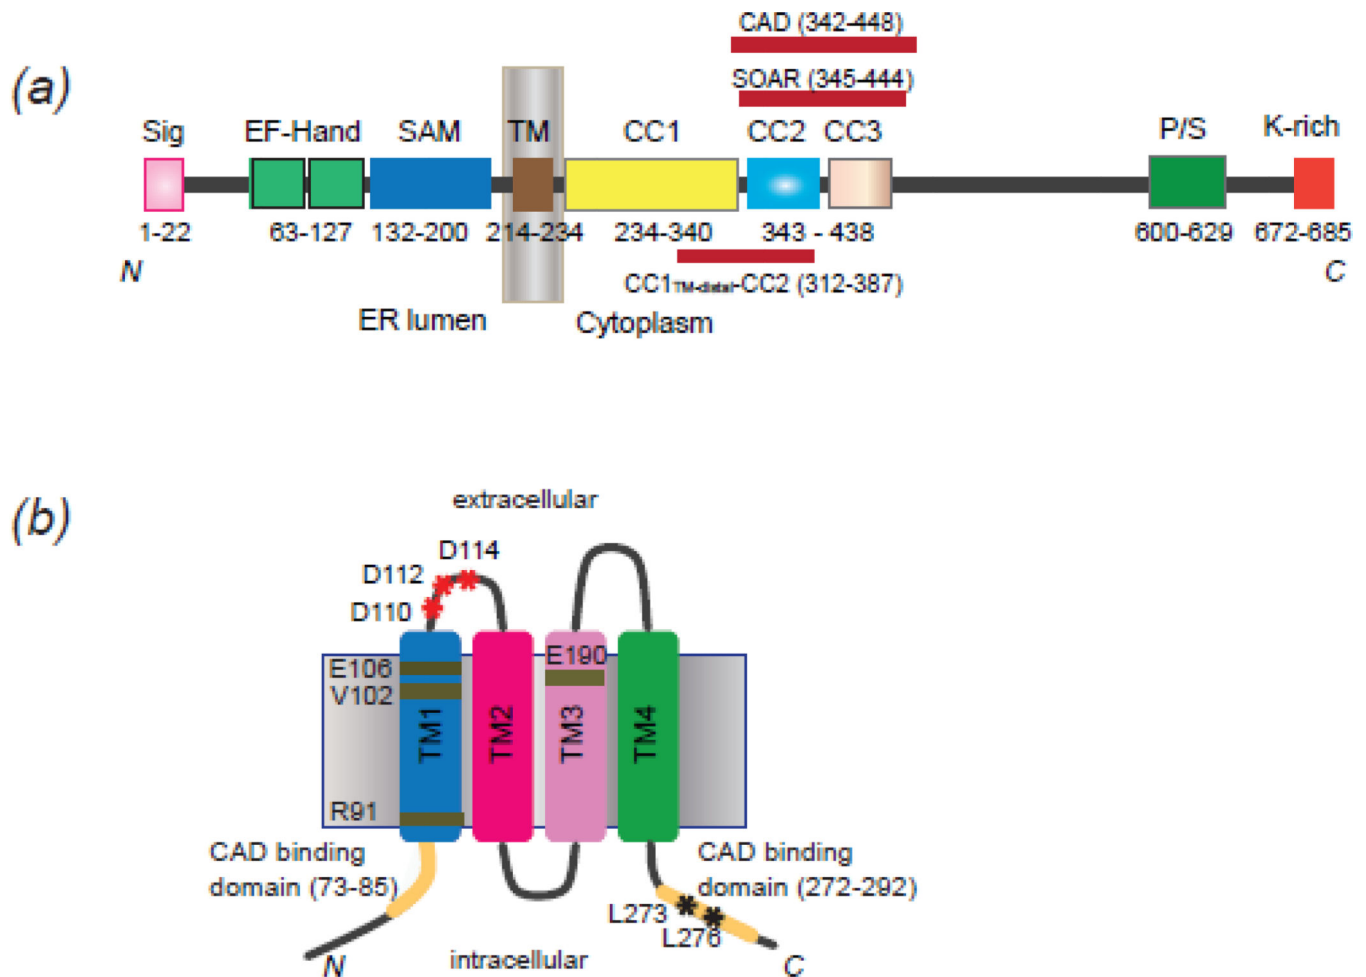 (a)
CAD (342-448)
SOAR (345-444)
Sig EF-Hand SAM TM CC1 CC2 CC3 P/S K-rich
1-22 63-127 132-200 214-234 234-340 343 - 438 600-629 672-685
N C
CC1TM-distal-CC2 (312-387)
ER lumen Cytoplasm
(b)
extracellular
D114
D112
D110
E106
V102
E190
TM1 TM2 TM3 TM4
R91
CAD binding
domain (73-85)
CAD binding
domain (272-292)
L273
L276
N intracellular C